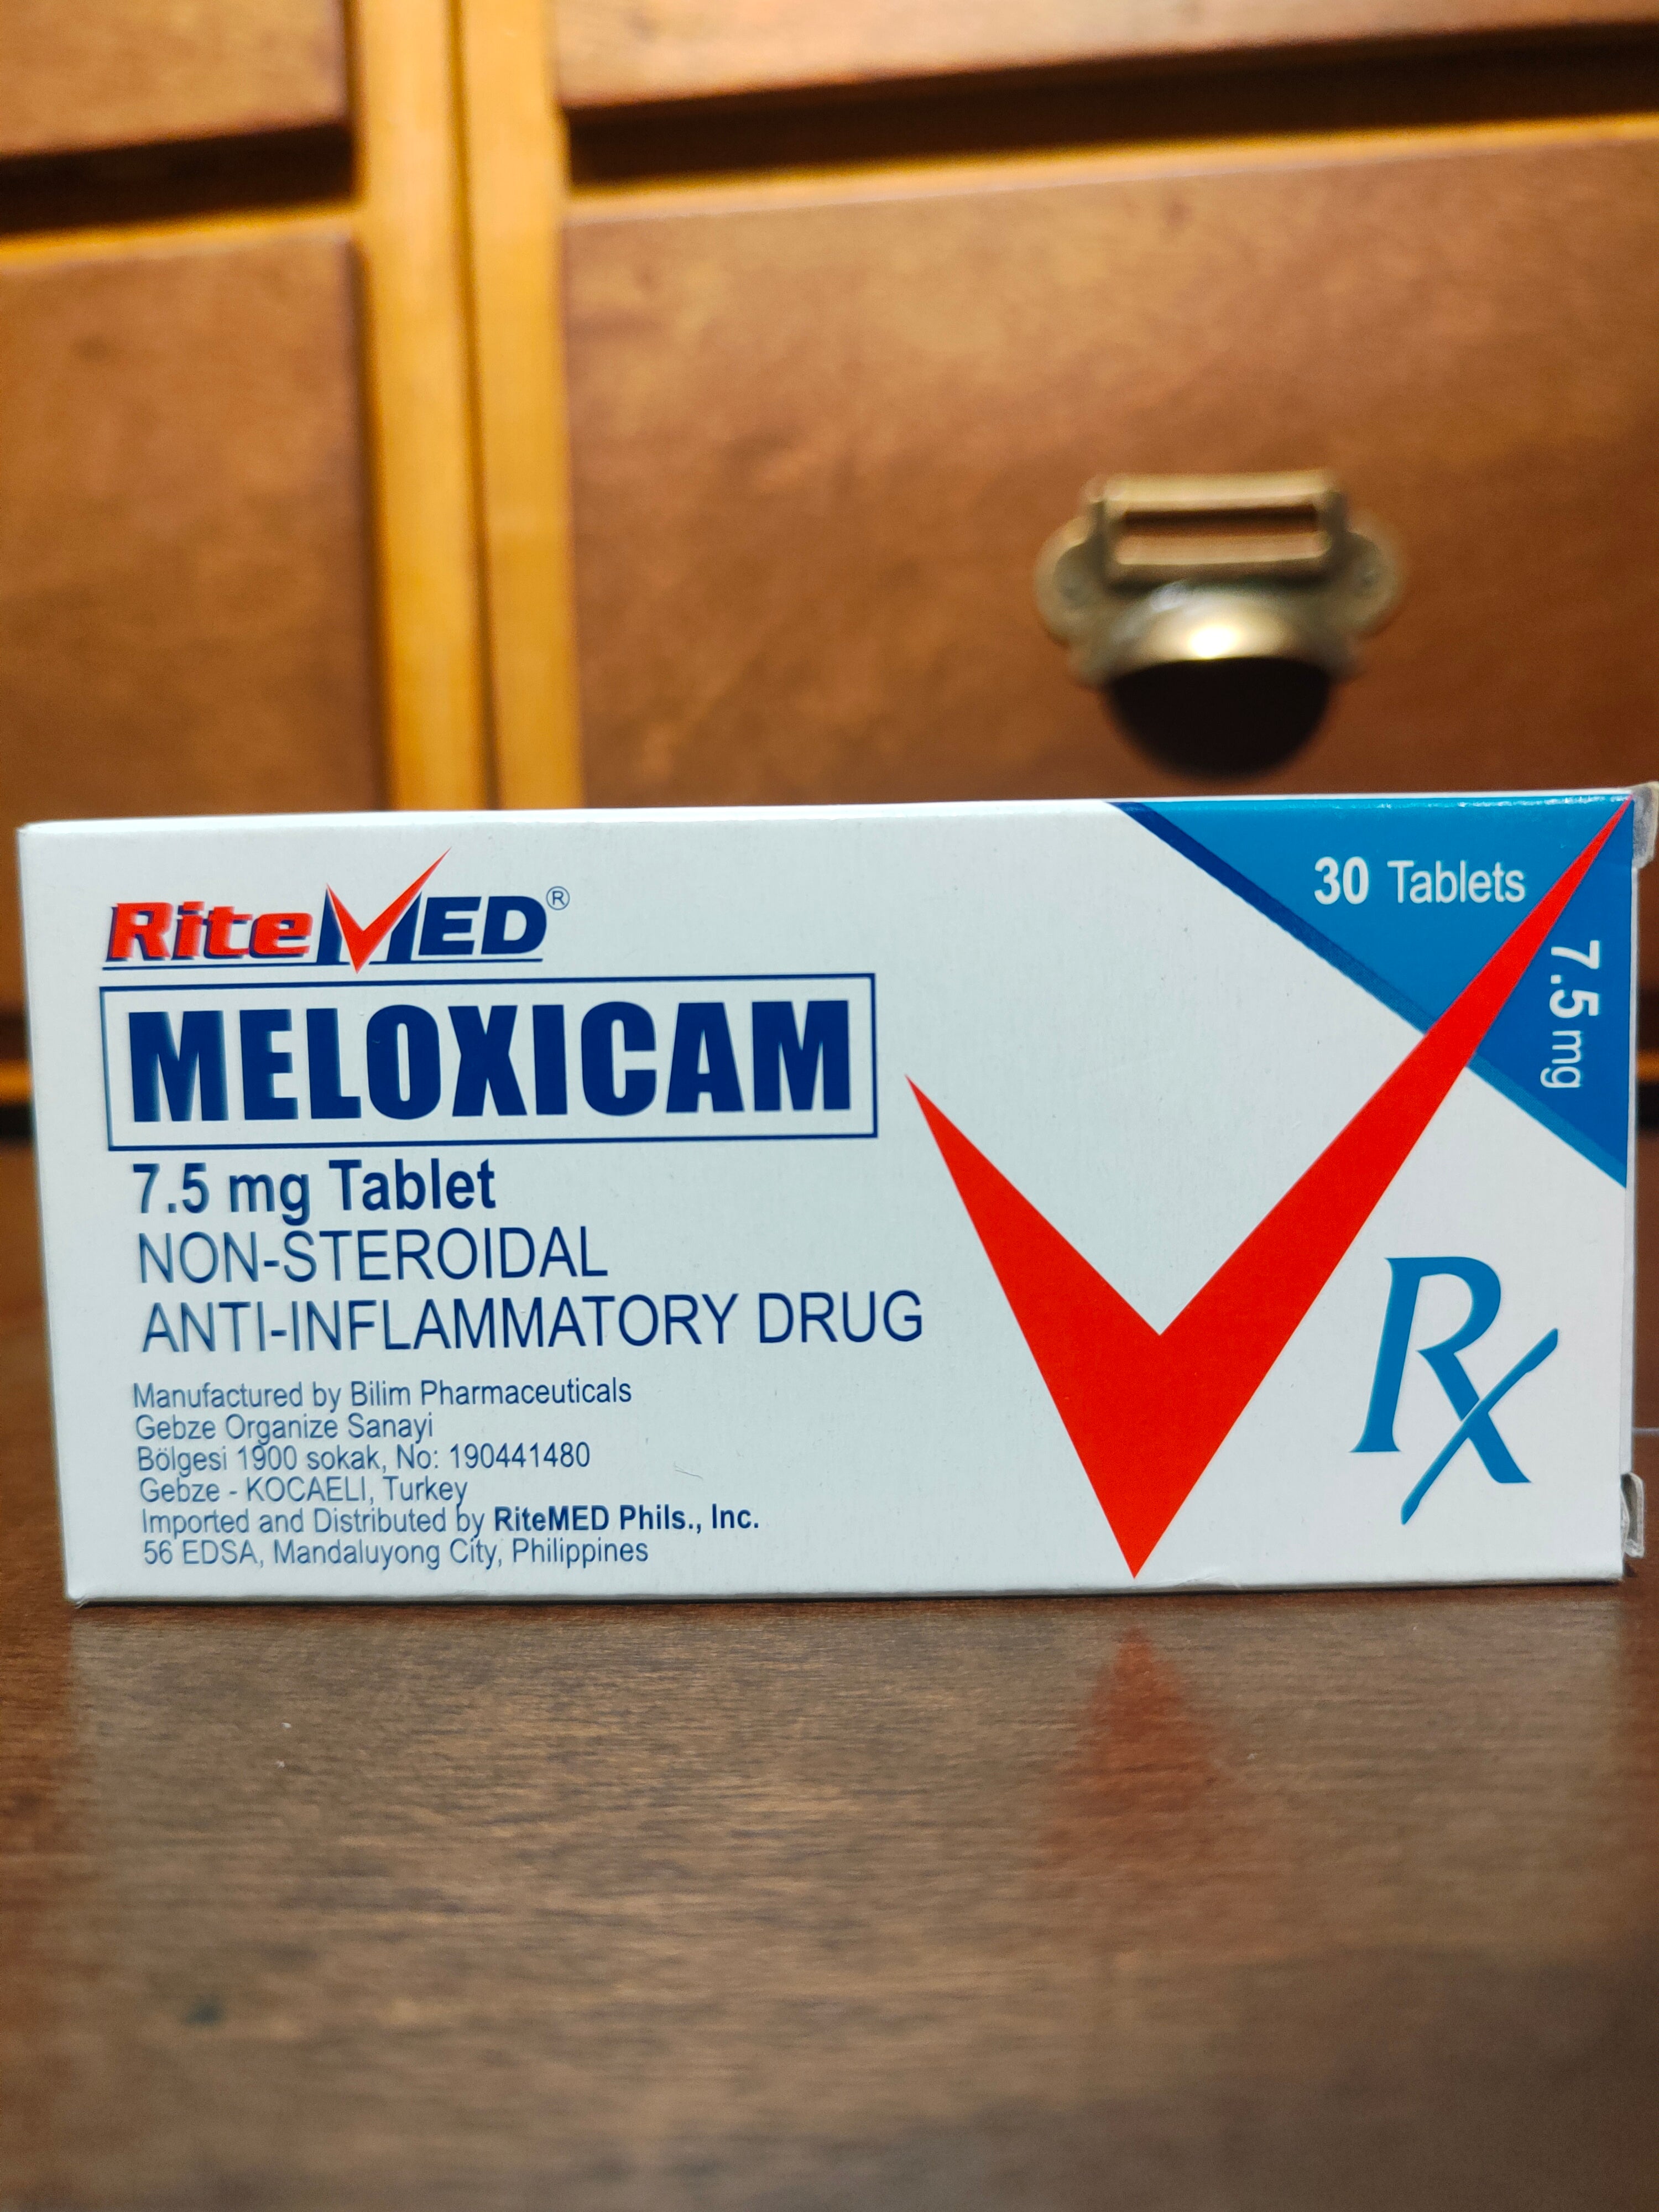 RiteMED®
MELOXICAM
7.5 mg Tablet
NON-STEROIDAL
ANTI-INFLAMMATORY DRUG
Manufactured by Bilim Pharmaceuticals
Gebze Organize Sanayi
Bölgesi 1900 sokak, No: 190441480
Gebze - KOCAELI, Turkey
Imported and Distributed by RiteMED Phils., Inc.
56 EDSA, Mandaluyong City, Philippines
30 Tablets
7.5 mg
Rx